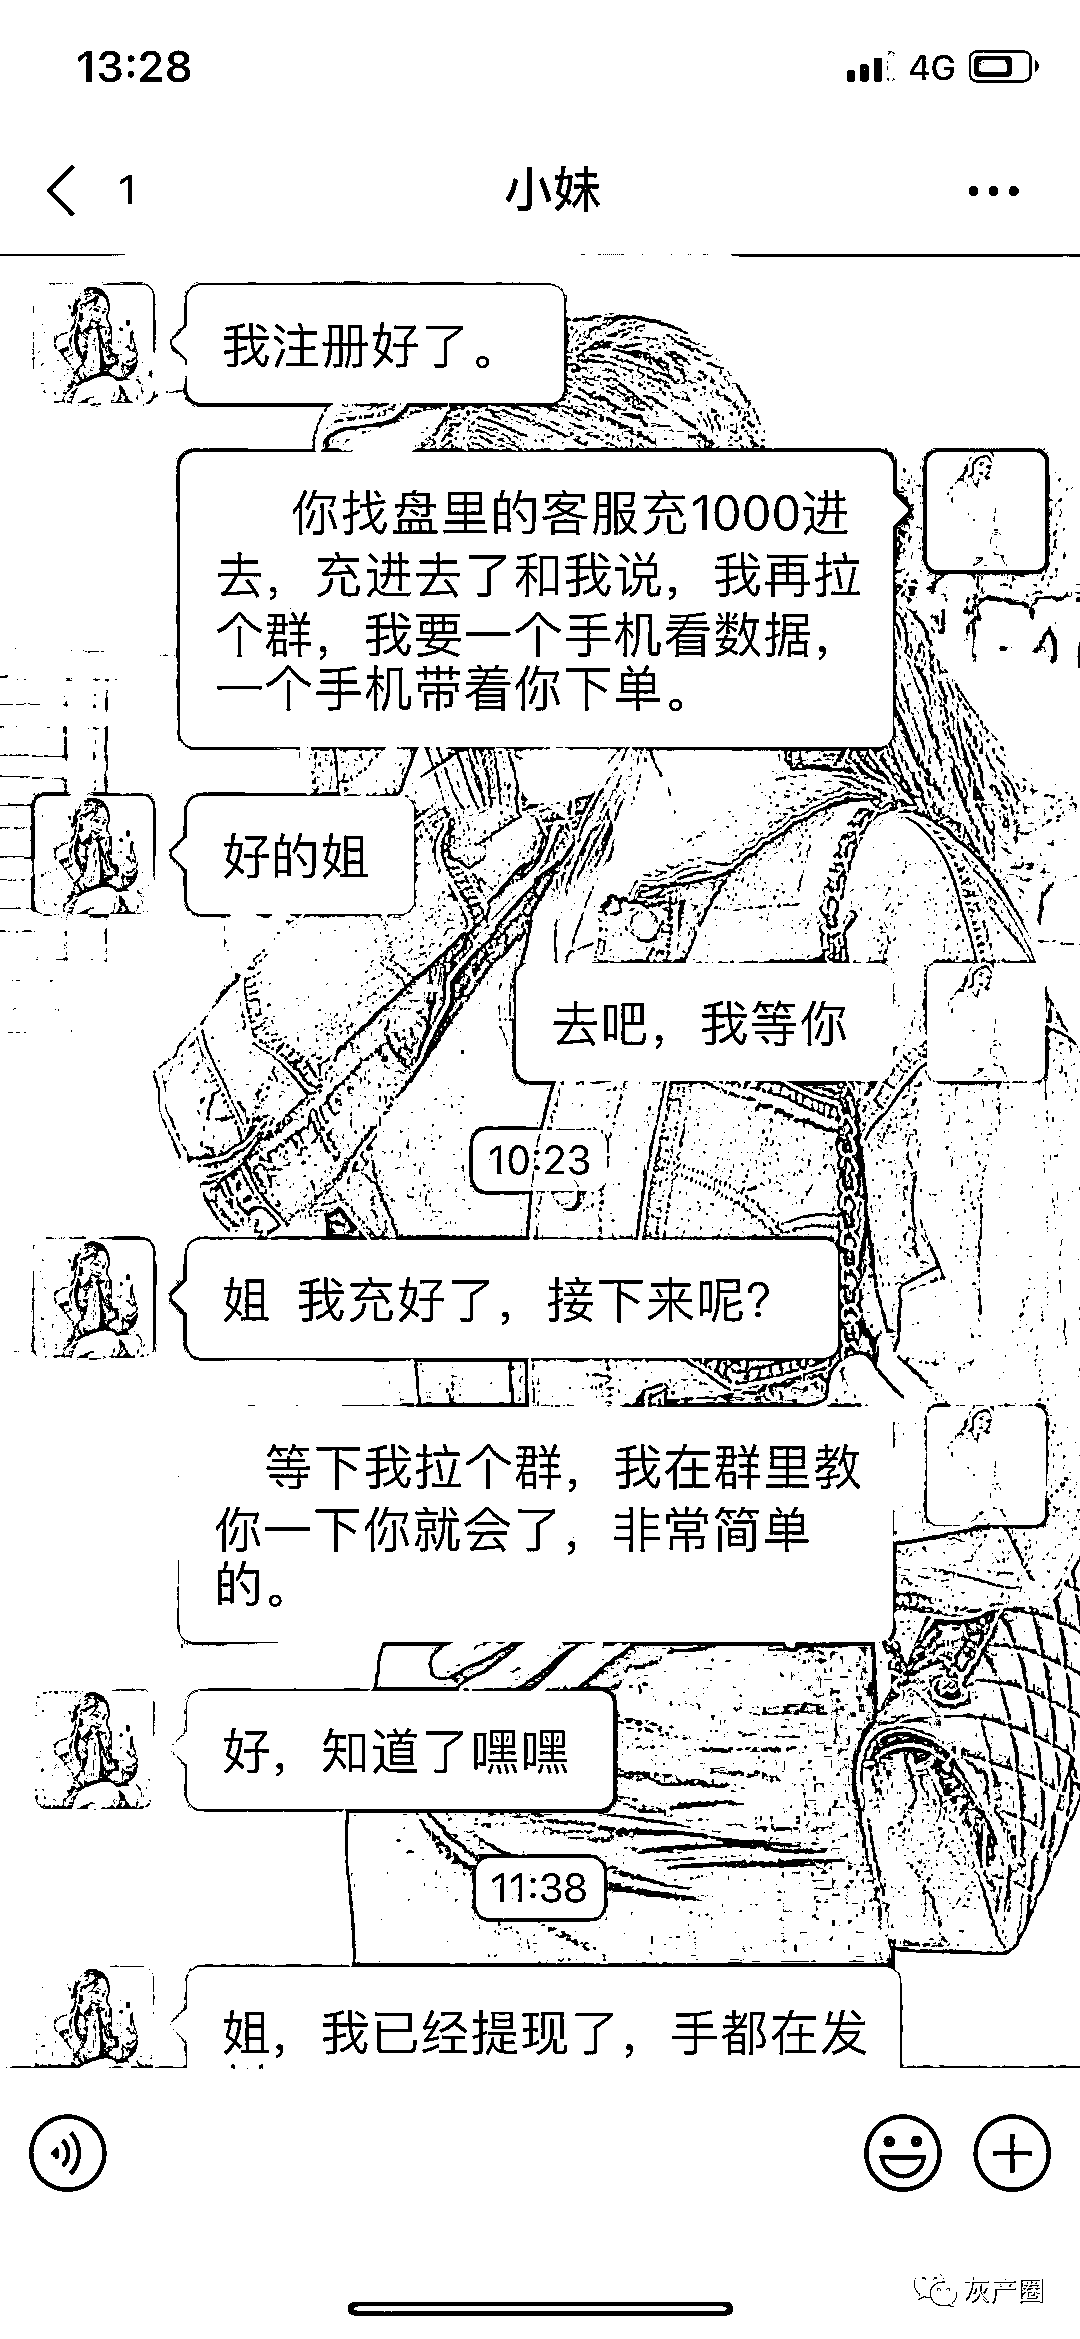 13:28
4G
1
小妹
我注册好了。
你找盘里的客服充1000进
去，充进去了和我说，我再拉
个群，我要一个手机看数据，
一个手机带着你下单。
好的姐
去吧，我等你
10:23
姐 我充好了，接下来呢？
等下我拉个群，我在群里教
你一下你就会了，非常简单
的。
好，知道了嘿嘿
11:38
姐，我已经提现了，手都在发
灰产圈